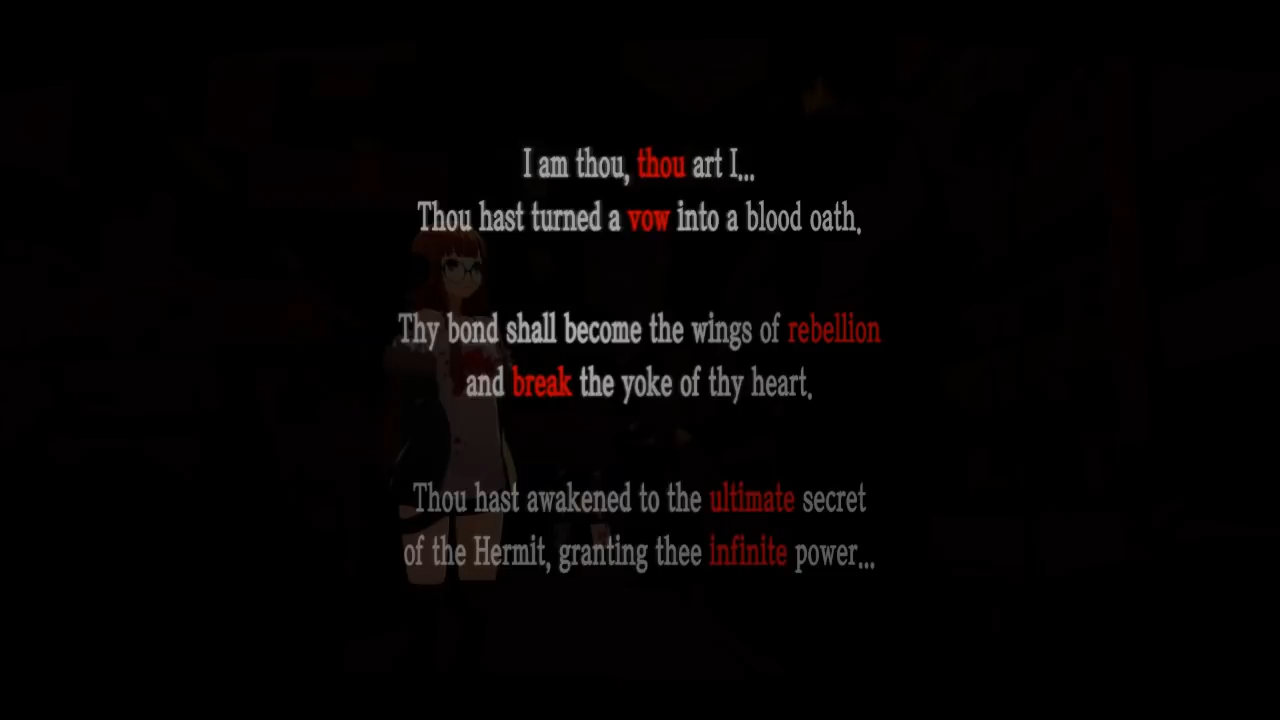 I am thou, thou art I...
Thou hast turned a vow into a blood oath.
Thy bond shall become the wings of rebellion
and break the yoke of thy heart.
Thou hast awakened to the ultimate secret
of the Hermit, granting thee infinite power...